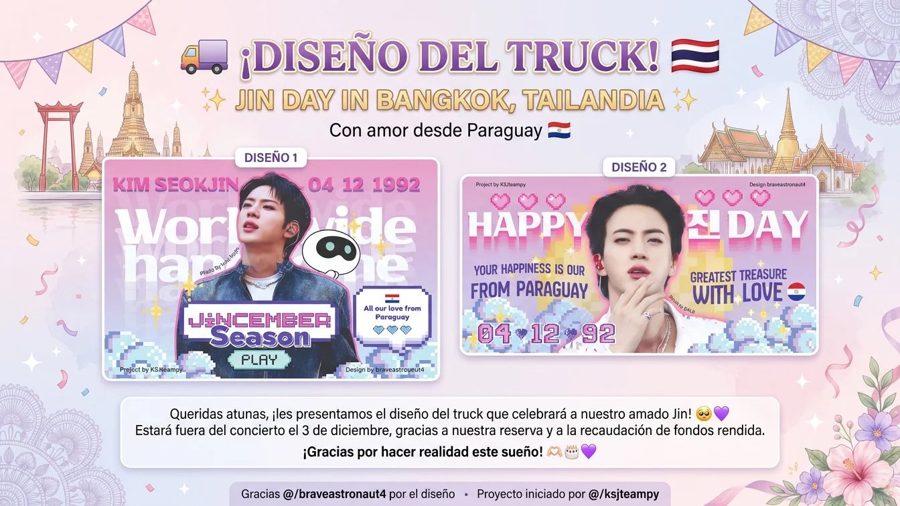 ¡DISEÑO DEL TRUCK!
JIN DAY IN BANGKOK, TAILANDIA
Con amor desde Paraguay
DISEÑO 1
KIM SEOKJIN 04 12 1992
Worldwide
handsome
JiNCEMBER
Season
PLAY
All our love from
Paraguay
Project by KSJteampy
Design by braveastronaut4
DISEÑO 2
Project by KSJteampy
Design braveastronaut4
HAPPY 진 DAY
YOUR HAPPINESS IS OUR
FROM PARAGUAY
GREATEST TREASURE
WITH LOVE
04 12 92
Queridas atunas, ¡les presentamos el diseño del truck que celebrará a nuestro amado Jin!
Estará fuera del concierto el 3 de diciembre, gracias a nuestra reserva y a la recaudación de fondos rendida.
¡Gracias por hacer realidad este sueño!
Gracias @/braveastronaut4 por el diseño • Proyecto iniciado por @/ksjteampy